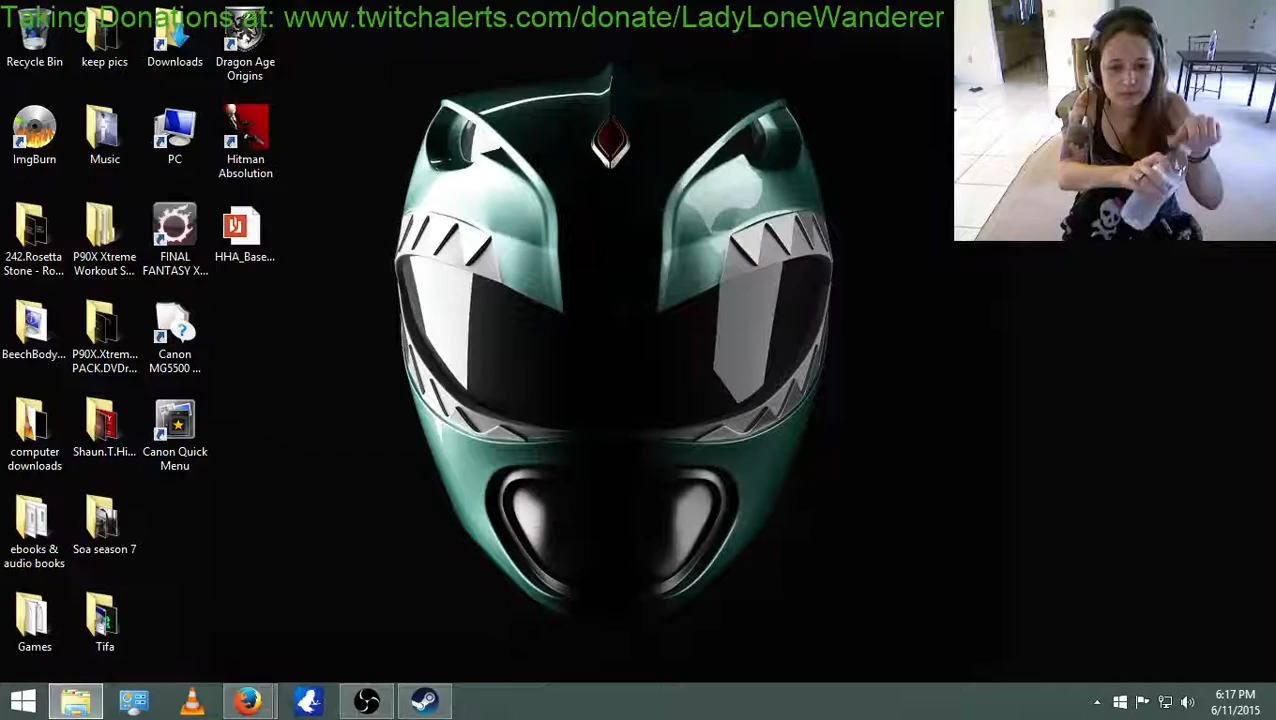 Taking Donations at: www.twitchalerts.com/donate/LadyLoneWanderer
Recycle Bin
keep pics
Downloads
Dragon Age
Origins
ImgBurn
Music
PC
Hitman
Absolution
242.Rosetta
Stone - Ro...
P90X Xtreme
Workout S...
FINAL
FANTASY X...
HHA_Base...
BeechBody...
P90X.Xtrem...
PACK.DVDr...
Canon
MG5500 ...
computer
downloads
Shaun.T.Hi...
Canon Quick
Menu
ebooks &
audio books
Soa season 7
Games
Tifa
6:17 PM
6/11/2015